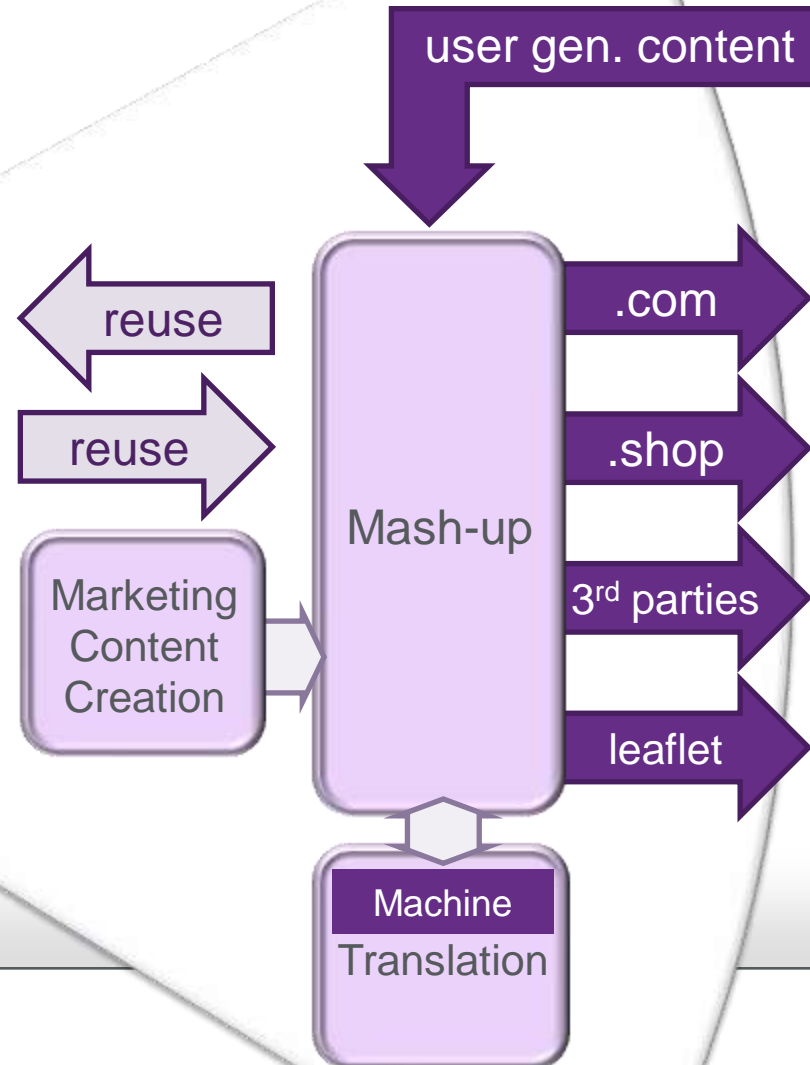 user gen. content
reuse
.com
reuse
.shop
Mash-up
Marketing
Content
Creation
3rd parties
leaflet
Machine
Translation